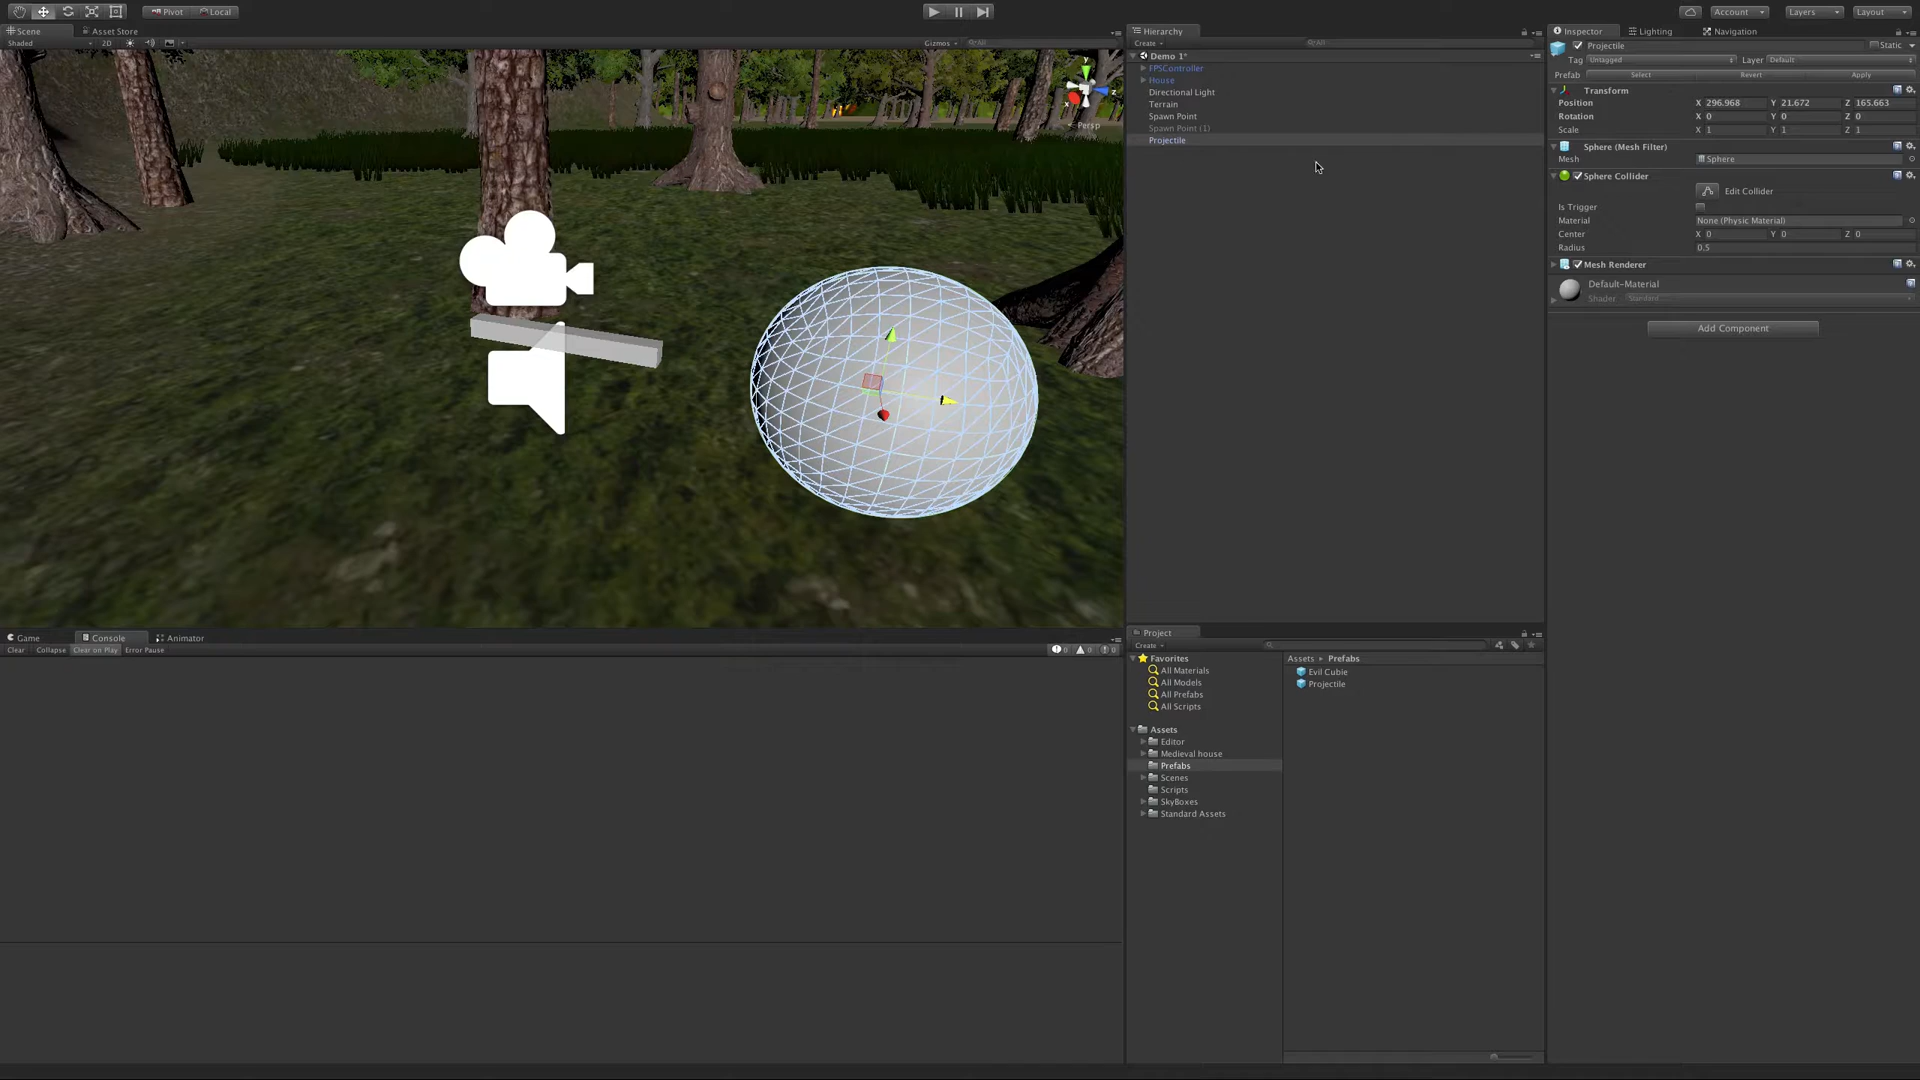 Pivot Local Account Layers Layout
Scene Asset Store
Shaded 2D Gizmos All
y
x z
Persp
Hierarchy
Create All
Demo 1*
FPSController
House
Directional Light
Terrain
Spawn Point
Spawn Point (1)
Projectile
Inspector Lighting Navigation
Projectile Static
Tag Untagged Layer Default
Prefab Select Revert Apply
Transform
Position X 296.968 Y 21.672 Z 165.663
Rotation X 0 Y 0 Z 0
Scale X 1 Y 1 Z 1
Sphere (Mesh Filter)
Mesh Sphere
Sphere Collider
Edit Collider
Is Trigger
Material None (Physic Material)
Center X 0 Y 0 Z 0
Radius 0.5
Mesh Renderer
Default-Material
Shader Standard
Add Component
Game Console Animator
Clear Collapse Clear on Play Error Pause 0 0 0
Project
Create
Favorites
All Materials
All Models
All Prefabs
All Scripts
Assets
Editor
Medieval house
Prefabs
Scenes
Scripts
SkyBoxes
Standard Assets
Assets ▸ Prefabs
Evil Cubie
Projectile